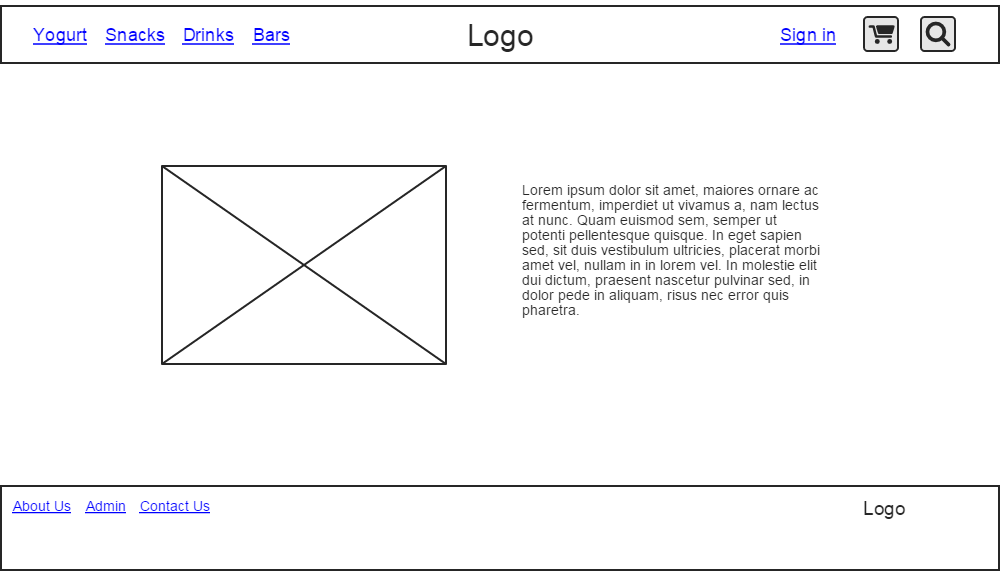 Yogurt Snacks Drinks Bars Logo Sign in
Lorem ipsum dolor sit amet, maiores ornare ac
fermentum, imperdiet ut vivamus a, nam lectus
at nunc. Quam euismod sem, semper ut
potenti pellentesque quisque. In eget sapien
sed, sit duis vestibulum ultricies, placerat morbi
amet vel, nullam in in lorem vel. In molestie elit
dui dictum, praesent nascetur pulvinar sed, in
dolor pede in aliquam, risus nec error quis
pharetra.
About Us Admin Contact Us Logo